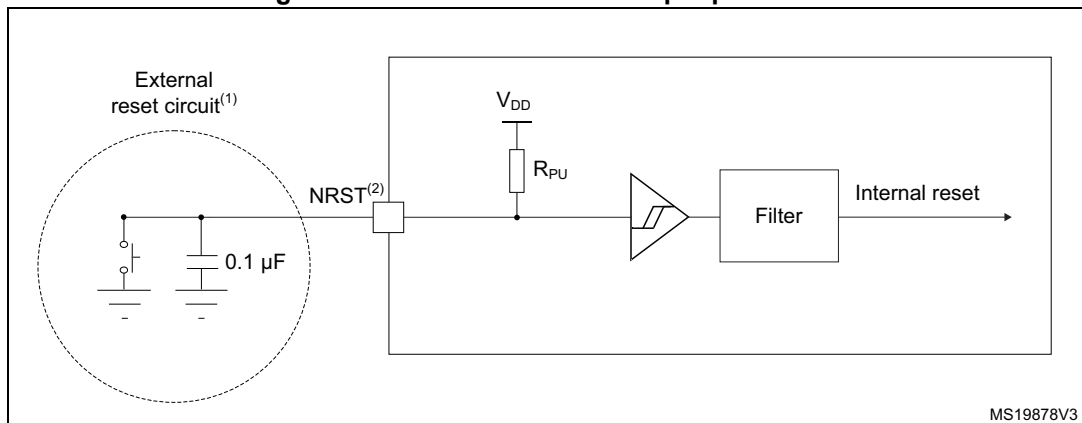 External
reset circuit(1)
VDD
RPU
NRST(2)
0.1 µF
Filter
Internal reset
MS19878V3